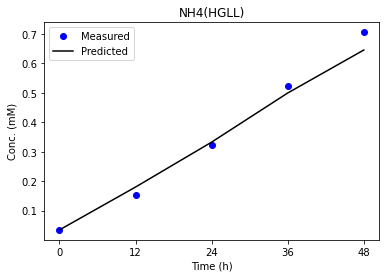 NH4(HGLL)
Measured
Predicted
Conc. (mM)
0.7
0.6
0.5
0.4
0.3
0.2
0.1
0 12 24 36 48
Time (h)